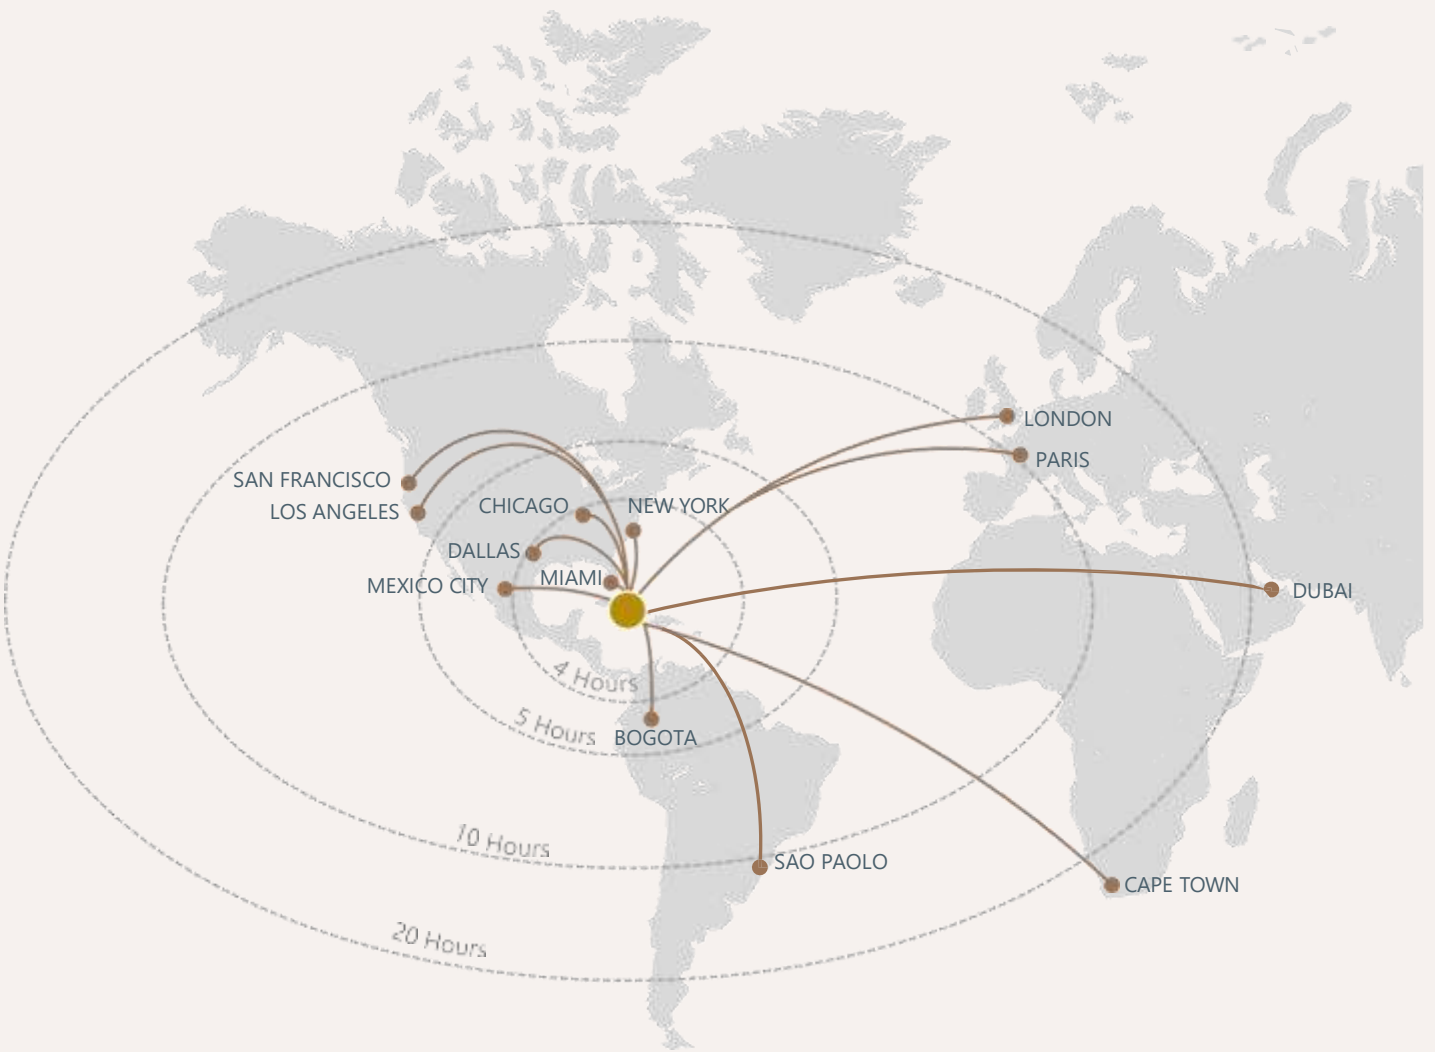 LONDON
PARIS
SAN FRANCISCO
LOS ANGELES
CHICAGO
NEW YORK
DALLAS
MIAMI
MEXICO CITY
DUBAI
4 Hours
5 Hours
BOGOTA
10 Hours
SAO PAOLO
CAPE TOWN
20 Hours